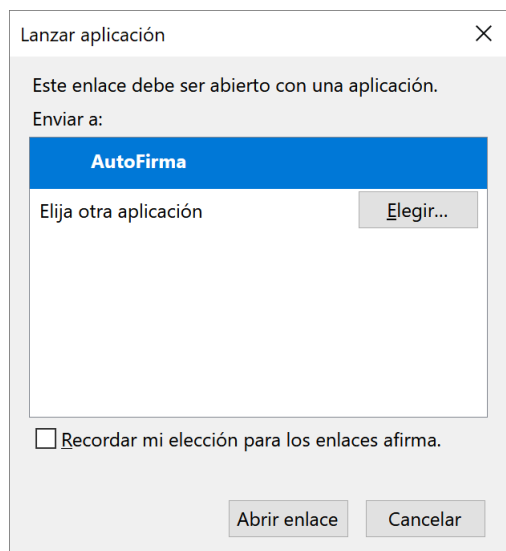 Lanzar aplicación
Este enlace debe ser abierto con una aplicación.
Enviar a:
AutoFirma
Elija otra aplicación
Elegir...
Recordar mi elección para los enlaces afirma.
Abrir enlace
Cancelar